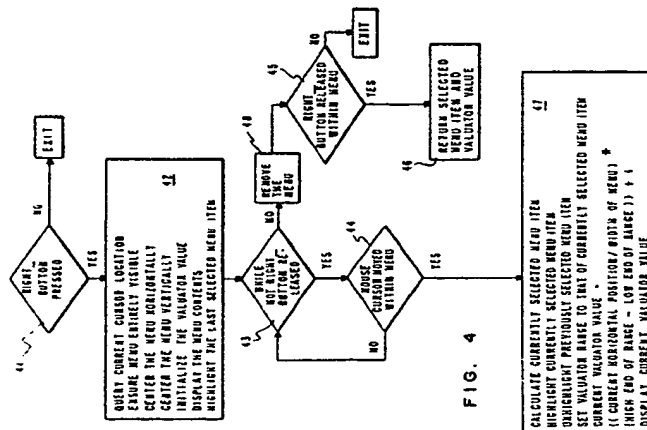 RIGHT
BUTTON
PRESSED
41
NO
EXIT
YES
42
QUERY CURRENT CURSOR LOCATION
ENSURE MENU ENTIRELY VISIBLE
CENTER THE MENU HORIZONTALLY
CENTER THE MENU VERTICALLY
INITIALIZE THE VALUATOR VALUE
DISPLAY THE MENU CONTENTS
HIGHLIGHT THE LAST SELECTED MENU ITEM
WHILE
NOT RIGHT
BUTTON RE-
LEASED
43
NO
REMOVE
THE
MENU
48
RIGHT
BUTTON RELEASED
WITHIN MENU
45
NO
EXIT
YES
RETURN SELECTED
MENU ITEM AND
VALUATOR VALUE
46
YES
MOUSE
CURSOR MOVED
WITHIN MENU
44
NO
YES
47
CALCULATE CURRENTLY SELECTED MENU ITEM
HIGHLIGHT CURRENTLY SELECTED MENU ITEM
UNHIGHLIGHT PREVIOUSLY SELECTED MENU ITEM
SET VALUATOR RANGE TO THAT OF CURRENTLY SELECTED MENU ITEM
CURRENT VALUATOR VALUE =
(( CURRENT HORIZONTAL POSITION/ WIDTH OF MENU) *
(HIGH END OF RANGE - LOW END OF RANGE)) +
DISPLAY CURRENT VALUATOR VALUE
FIG. 4